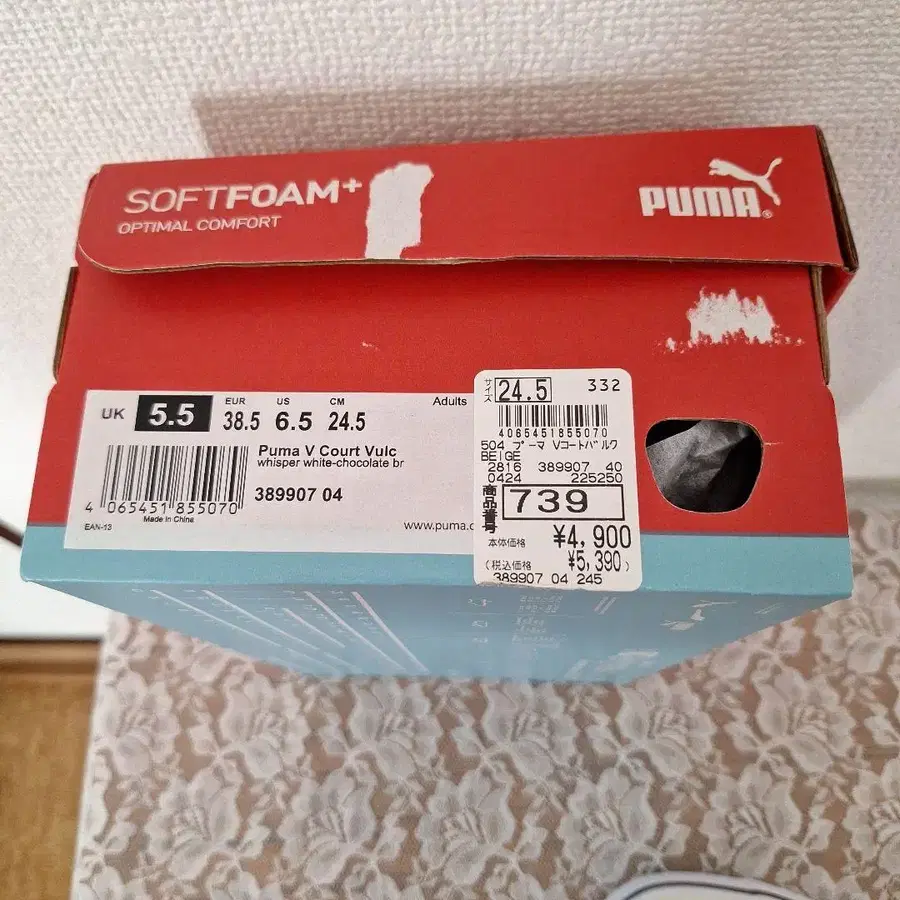 SOFTFOAM+
OPTIMAL COMFORT
PUMA
UK 5.5
EUR 38.5
US 6.5
CM 24.5
Adults
Puma V Court Vulc
whisper white-chocolate br
389907 04
4 065451 855070
Made in China
EAN-13
www.puma.c
サイズ 24.5 332
4065451855070
504 プーマ Vコートバルク
BEIGE
2816 389907 40
0424 225250
商品番号 739
本体価格 ¥4,900
(税込価格 ¥5,390)
389907 04 245